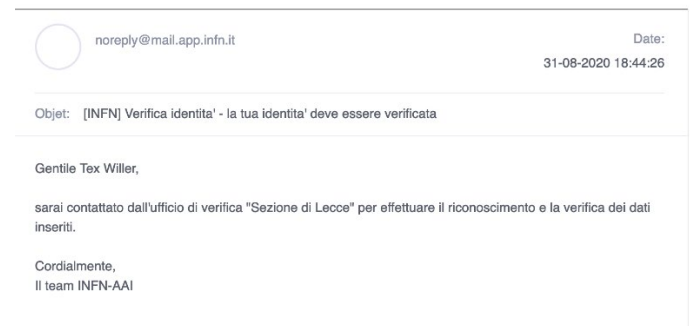 noreply@mail.app.infn.it
Date:
31-08-2020 18:44:26
Objet: [INFN] Verifica identita' - la tua identita' deve essere verificata
Gentile Tex Willer,
sarai contattato dall'ufficio di verifica "Sezione di Lecce" per effettuare il riconoscimento e la verifica dei dati
inseriti.
Cordialmente,
Il team INFN-AAI